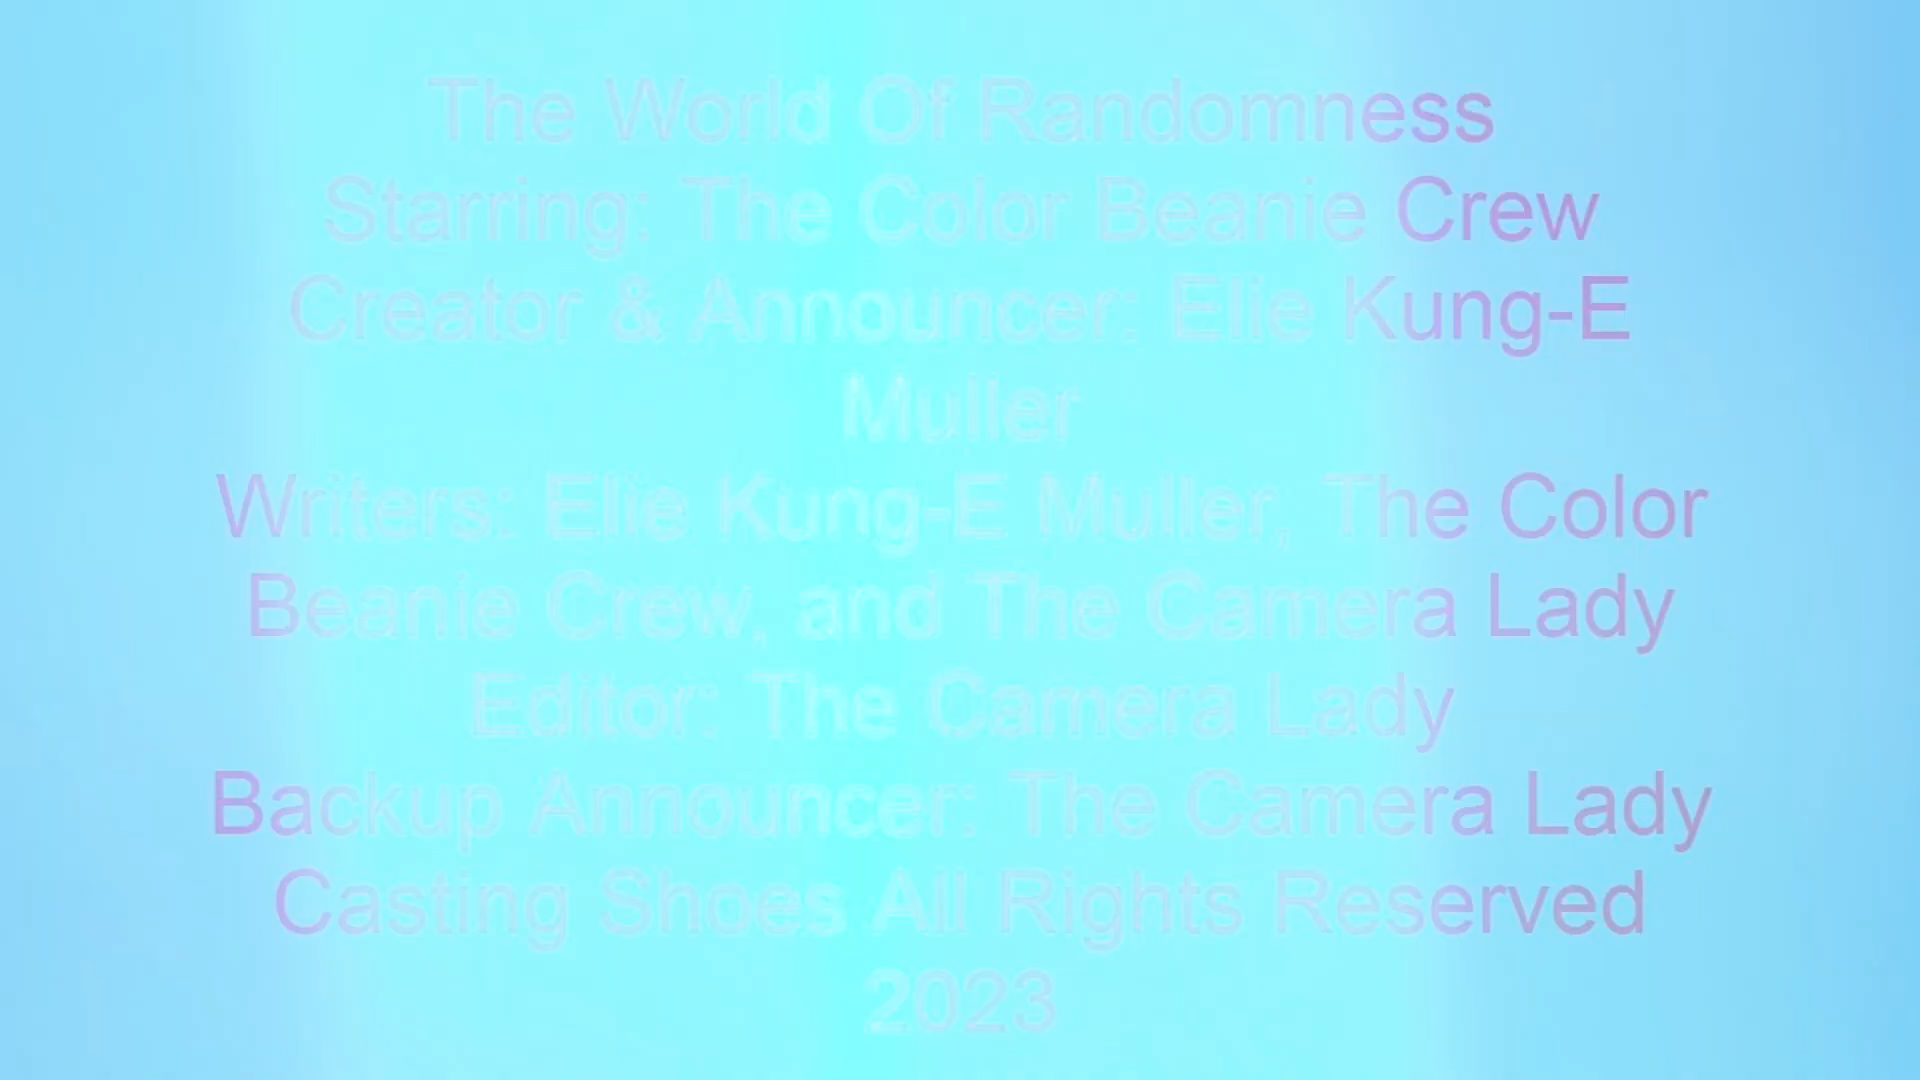 The World Of Randomness
Starring: The Color Beanie Crew
Creator & Announcer: Elie Kung-E
Muller
Writers: Elie Kung-E Muller, The Color
Beanie Crew, and The Camera Lady
Editor: The Camera Lady
Backup Announcer: The Camera Lady
Casting Shoes All Rights Reserved
2023